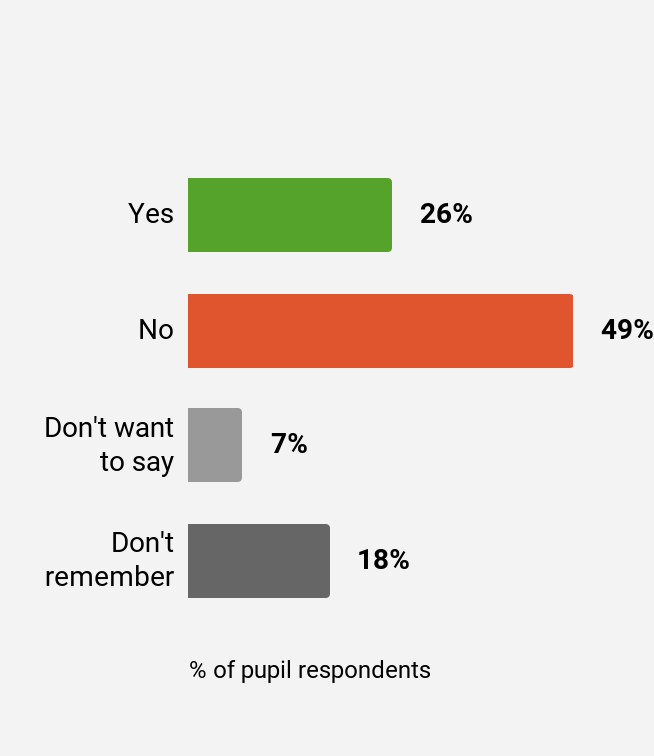 Yes
26%
No
49%
Don't want
to say
7%
Don't
remember
18%
% of pupil respondents